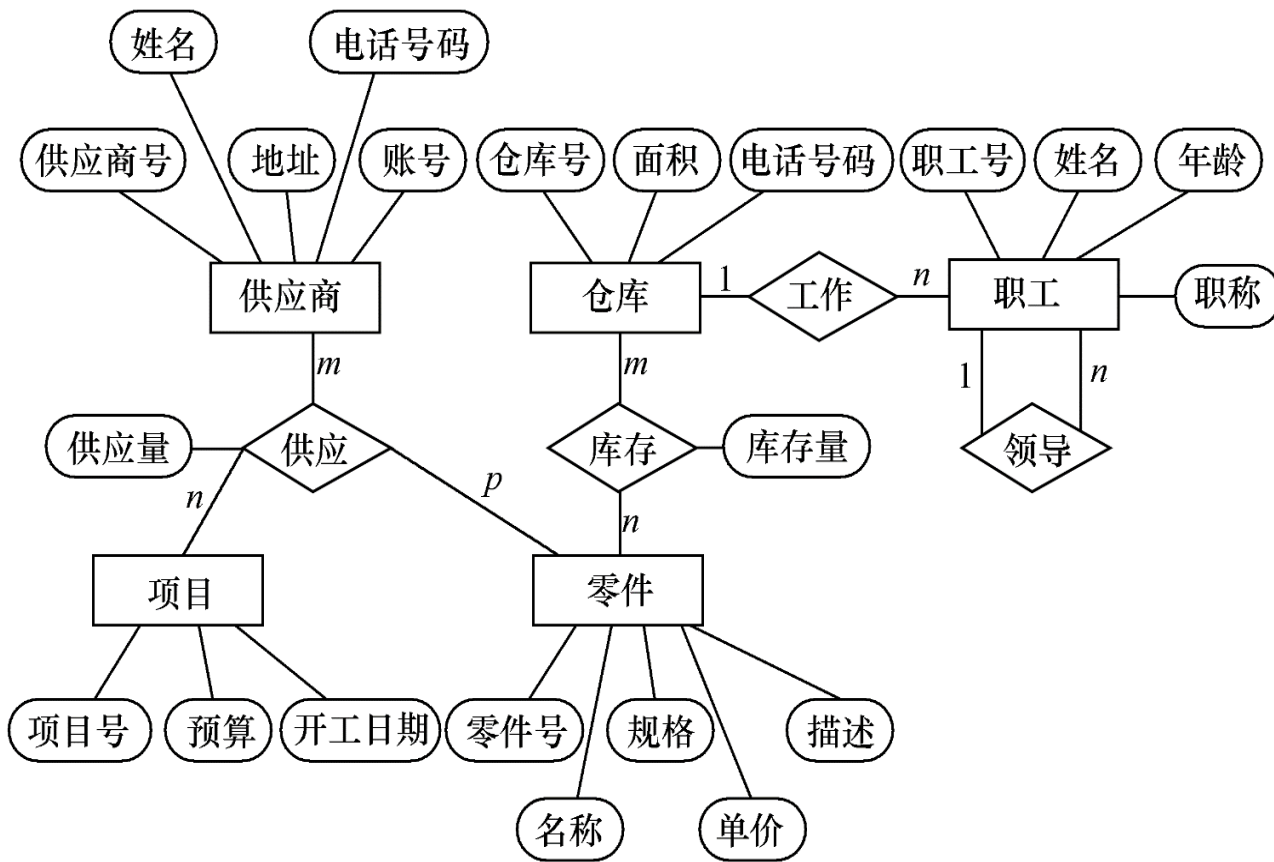 姓名
电话号码
供应商号
地址
账号
仓库号
面积
电话号码
职工号
姓名
年龄
供应商
仓库
1
工作
n
职工
职称
m
m
1
n
供应量
供应
库存
库存量
领导
n
p
n
项目
零件
项目号
预算
开工日期
零件号
规格
描述
名称
单价